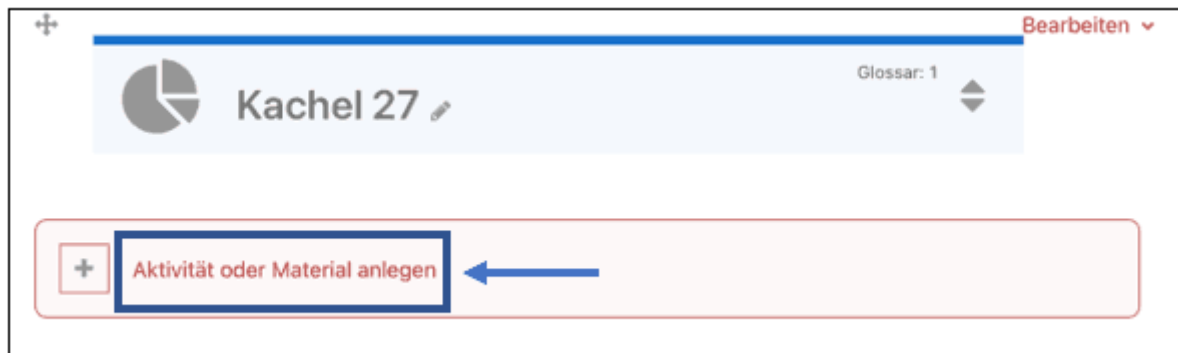 Bearbeiten
Glossar: 1
Kachel 27
Aktivität oder Material anlegen